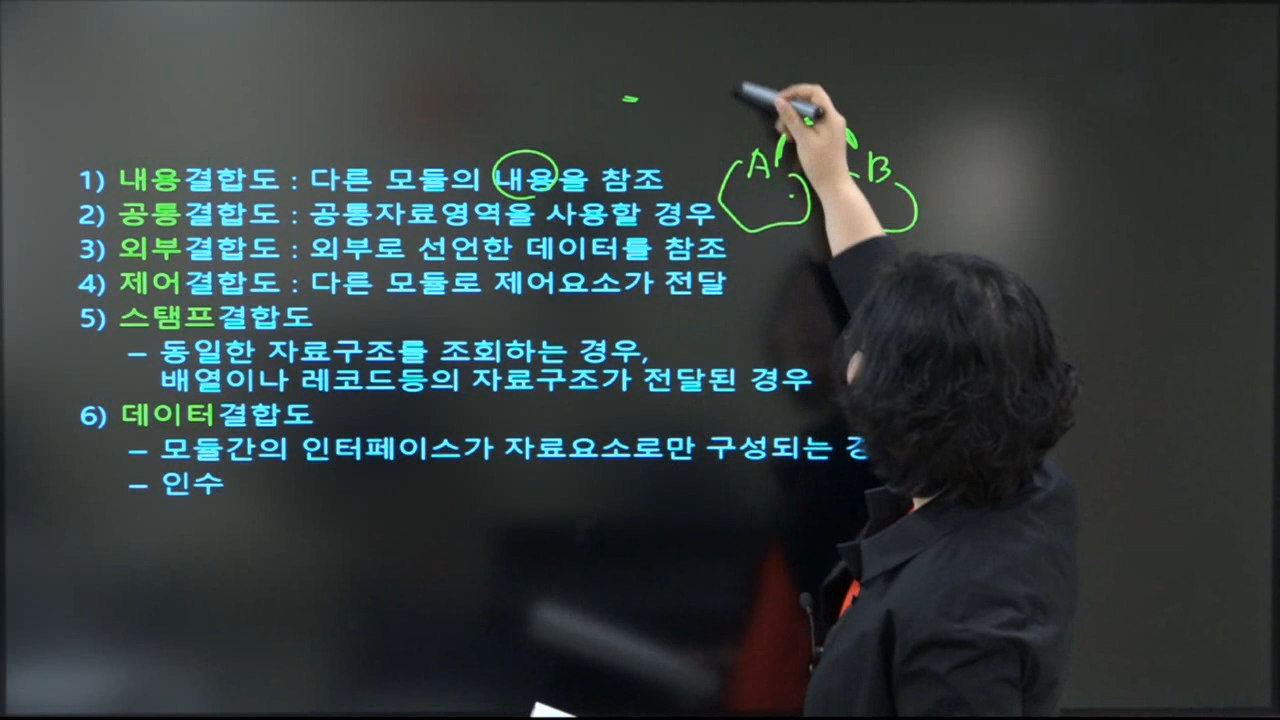 A B
1) 내용결합도 : 다른 모듈의 내용을 참조
2) 공통결합도 : 공통자료영역을 사용할 경우
3) 외부결합도 : 외부로 선언한 데이터를 참조
4) 제어결합도 : 다른 모듈로 제어요소가 전달
5) 스탬프결합도
– 동일한 자료구조를 조회하는 경우,
배열이나 레코드등의 자료구조가 전달된 경우
6) 데이터결합도
– 모듈간의 인터페이스가 자료요소로만 구성되는
– 인수